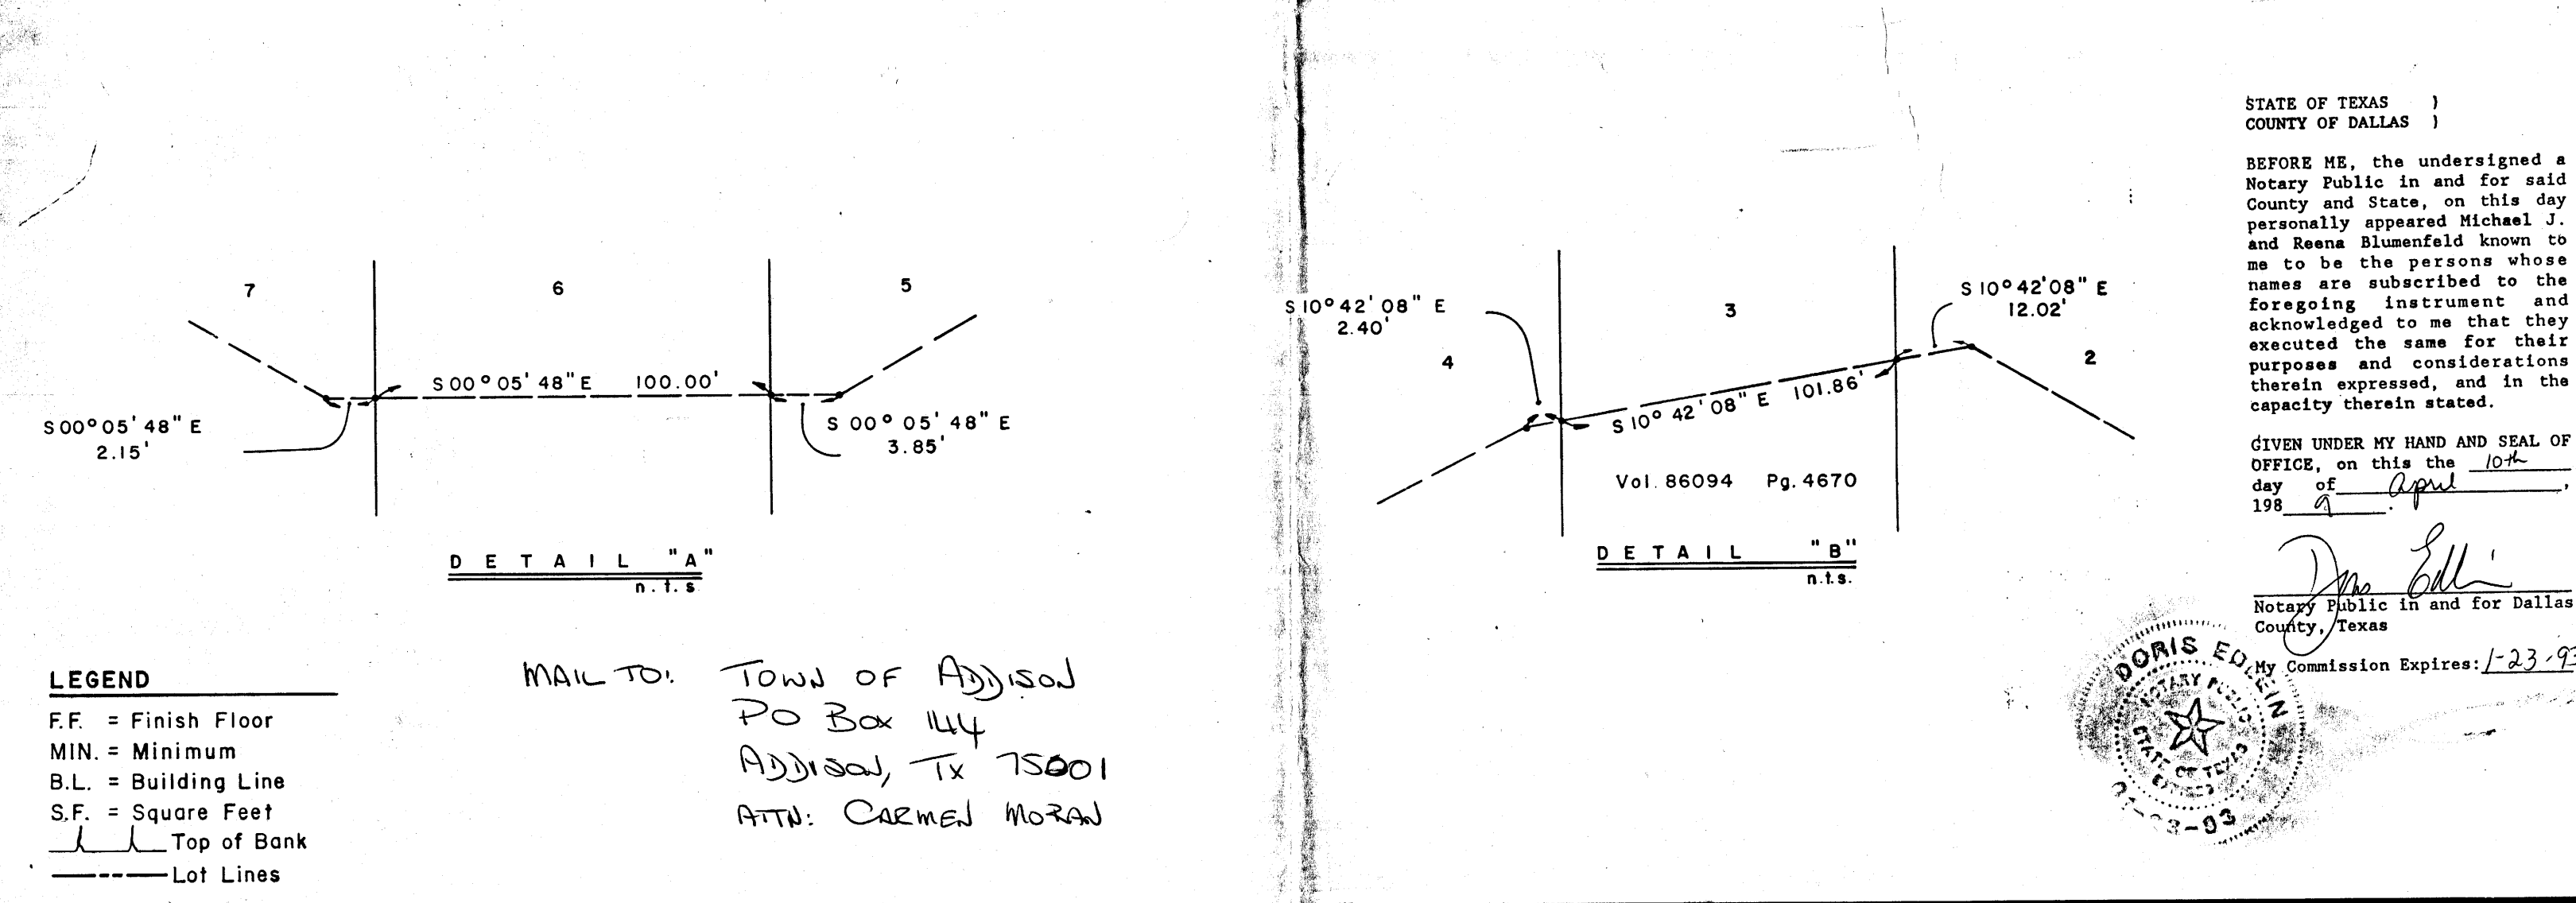 7
6
5
S 00° 05' 48" E 100.00'
S 00° 05' 48" E
2.15'
S 00° 05' 48" E
3.85'
DETAIL "A"
n.t.s.
LEGEND
F.F. = Finish Floor
MIN. = Minimum
B.L. = Building Line
S.F. = Square Feet
Top of Bank
Lot Lines
MAIL TO: TOWN OF ADDISON
PO BOX 144
ADDISON, TX 75001
ATTN: CARMEN MORAN
S 10° 42' 08" E
2.40'
4
3
S 10° 42' 08" E
12.02'
2
S 10° 42' 08" E 101.86'
Vol. 86094 Pg. 4670
DETAIL "B"
n.t.s.
STATE OF TEXAS )
COUNTY OF DALLAS )
BEFORE ME, the undersigned a
Notary Public in and for said
County and State, on this day
personally appeared Michael J.
and Reena Blumenfeld known to
me to be the persons whose
names are subscribed to the
foregoing instrument and
acknowledged to me that they
executed the same for their
purposes and considerations
therein expressed, and in the
capacity therein stated.
GIVEN UNDER MY HAND AND SEAL OF
OFFICE, on this the 10th
day of April,
1989.
Notary Public in and for Dallas
County, Texas
My Commission Expires: 1-23-93
DORIS
NOTARY PUBLIC
STATE OF TEXAS